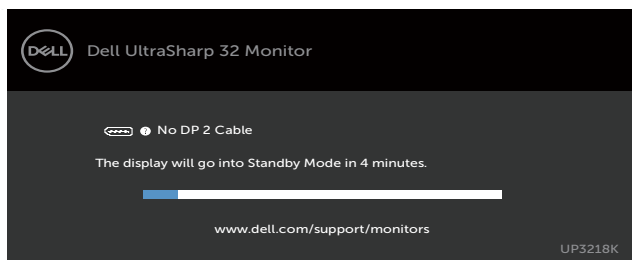 DELL Dell UltraSharp 32 Monitor
? No DP 2 Cable
The display will go into Standby Mode in 4 minutes.
www.dell.com/support/monitors
UP3218K